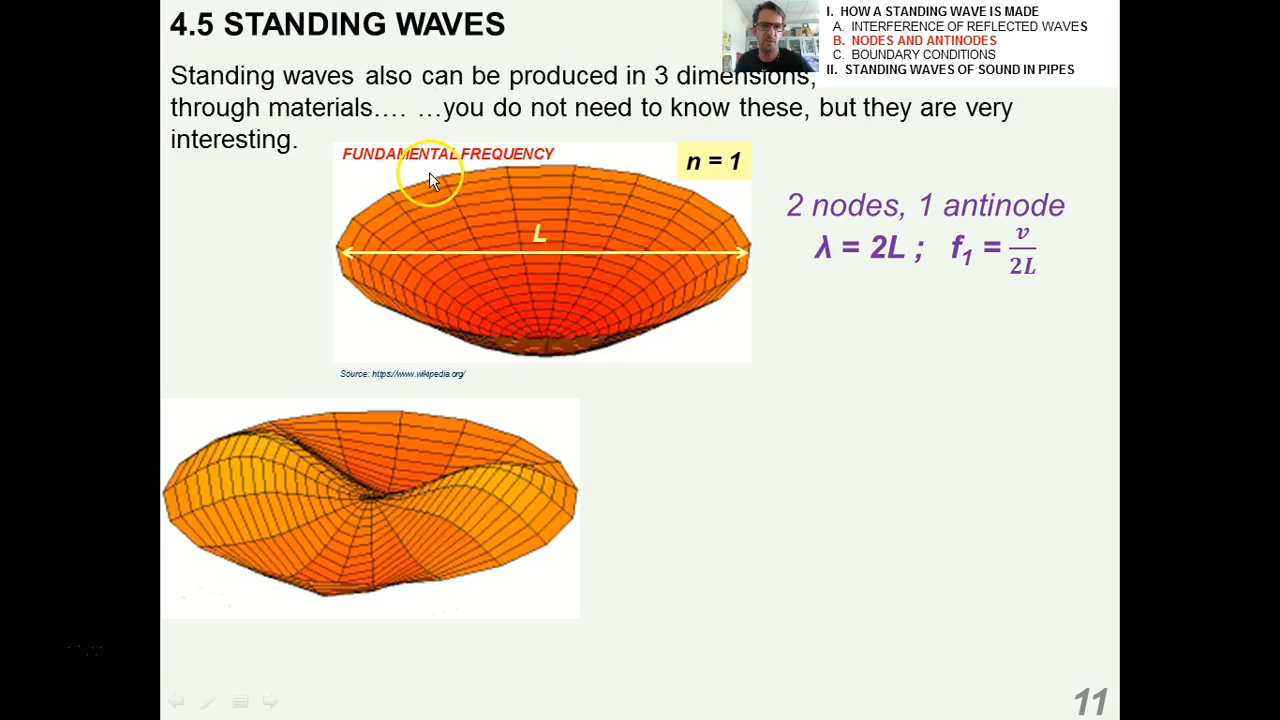 4.5 STANDING WAVES
I. HOW A STANDING WAVE IS MADE
A. INTERFERENCE OF REFLECTED WAVES
B. NODES AND ANTINODES
C. BOUNDARY CONDITIONS
II. STANDING WAVES OF SOUND IN PIPES
Standing waves also can be produced in 3 dimensions,
through materials…. …you do not need to know these, but they are very
interesting.
FUNDAMENTAL FREQUENCY
n = 1
L
2 nodes, 1 antinode
λ = 2L ; f₁ = v/2L
Source: https://www.wikipedia.org/
11